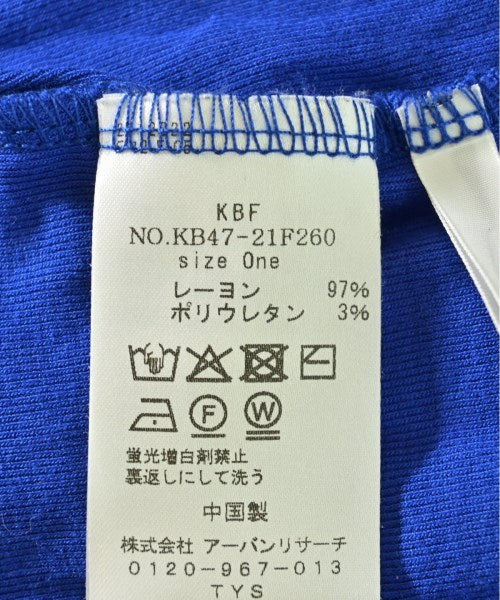 KBF
NO.KB47-21F260
size One
レーヨン 97%
ポリウレタン 3%
F W
蛍光増白剤禁止
裏返しにして洗う
中国製
株式会社 アーバンリサーチ
0120-967-013
TYS